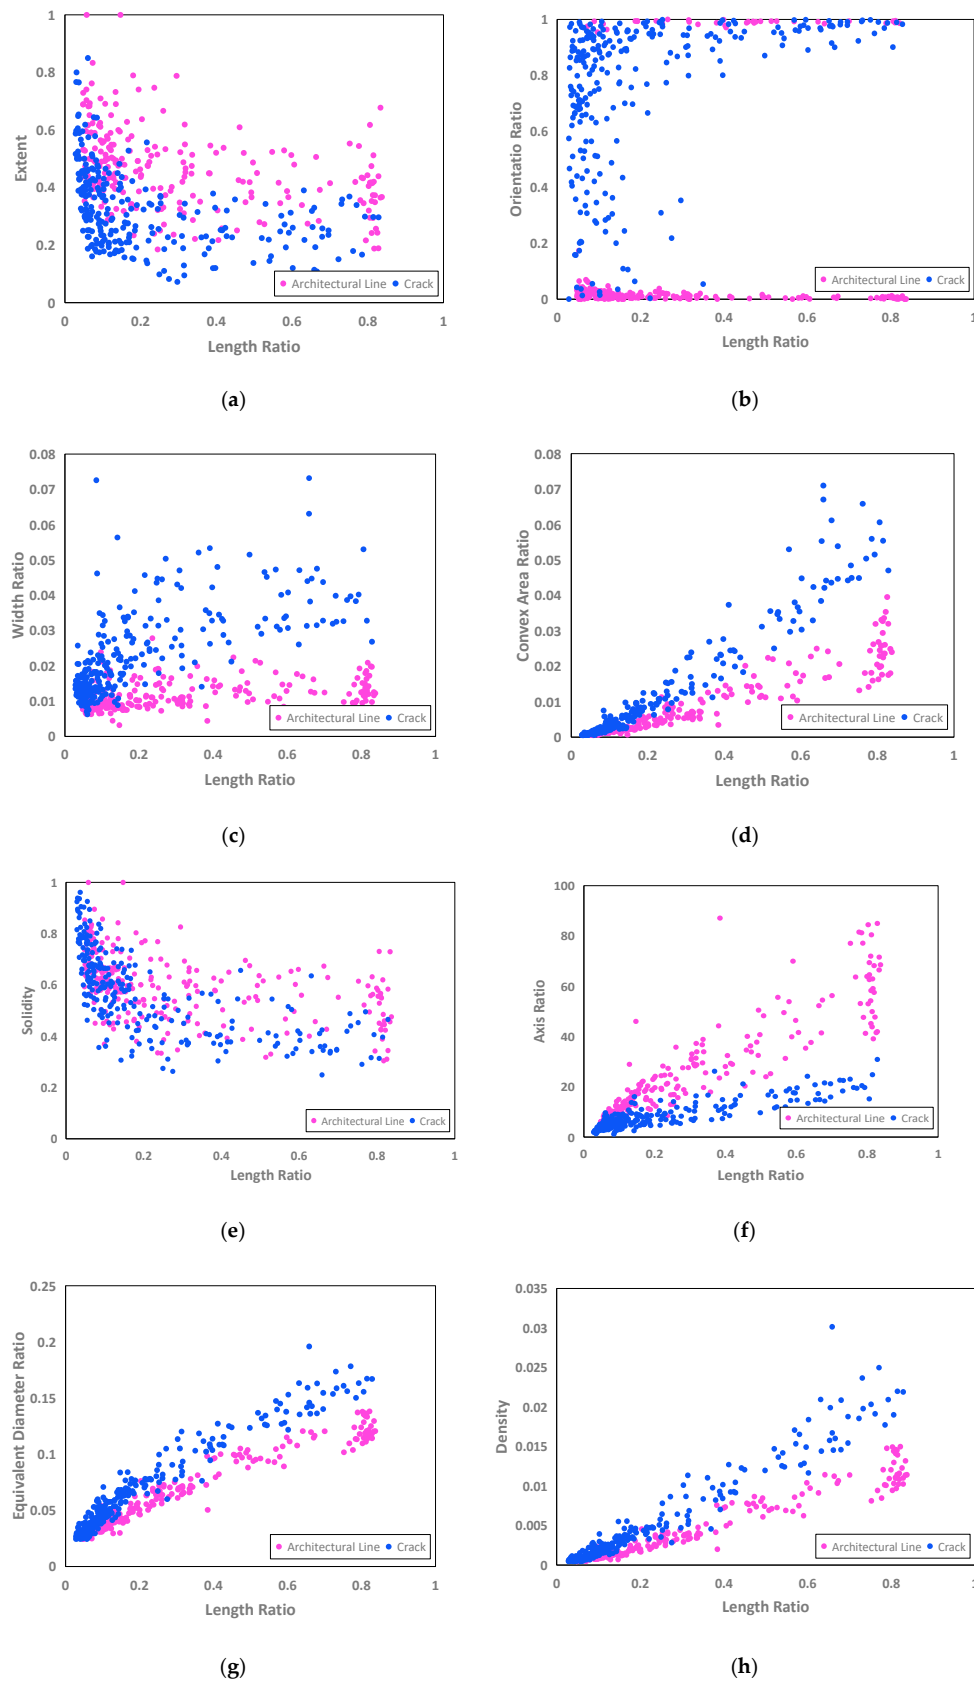 1
0.8
0.6
0.4
0.2
0
Extent
0 0.2 0.4 0.6 0.8 1
Length Ratio
Architectural Line Crack
(a)
1
0.8
0.6
0.4
0.2
0
Orientatio Ratio
0 0.2 0.4 0.6 0.8 1
Length Ratio
Architectural Line Crack
(b)
0.08
0.07
0.06
0.05
0.04
0.03
0.02
0.01
0
Width Ratio
0 0.2 0.4 0.6 0.8 1
Length Ratio
Architectural Line Crack
(c)
0.08
0.07
0.06
0.05
0.04
0.03
0.02
0.01
0
Convex Area Ratio
0 0.2 0.4 0.6 0.8 1
Length Ratio
Architectural Line Crack
(d)
1
0.8
0.6
0.4
0.2
0
Solidity
0 0.2 0.4 0.6 0.8 1
Length Ratio
Architectural Line Crack
(e)
100
80
60
40
20
0
Axis Ratio
0 0.2 0.4 0.6 0.8 1
Length Ratio
Architectural Line Crack
(f)
0.25
0.2
0.15
0.1
0.05
0
Equivalent Diameter Ratio
0 0.2 0.4 0.6 0.8 1
Length Ratio
Architectural Line Crack
(g)
0.035
0.03
0.025
0.02
0.015
0.01
0.005
0
Density
0 0.2 0.4 0.6 0.8 1
Length Ratio
Architectural Line Crack
(h)